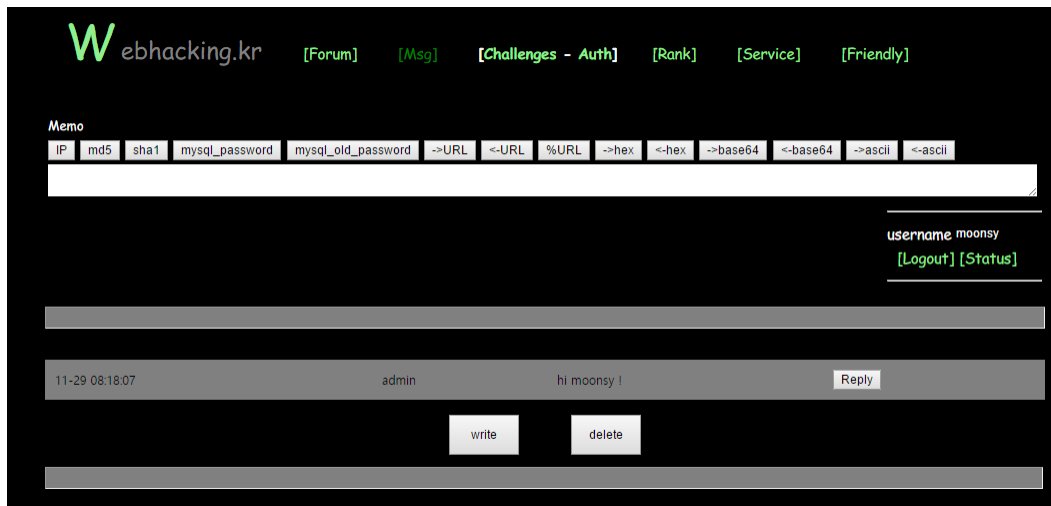 Webhacking.kr [Forum] [Msg] [Challenges - Auth] [Rank] [Service] [Friendly]
Memo
IP md5 sha1 mysql_password mysql_old_password ->URL <-URL %URL ->hex <-hex ->base64 <-base64 ->ascii <-ascii
username moonsy
[Logout] [Status]
11-29 08:18:07 admin hi moonsy ! Reply
write delete